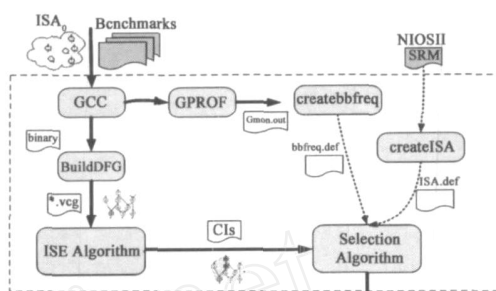 ISA0
Benchmarks
NIOSII
SRM
GCC
GPROF
createbbfreq
Gmon.out
binary
bbfreq.def
createISA
BuildDFG
*.vcg
ISA.def
CIs
ISE Algorithm
Selection
Algorithm